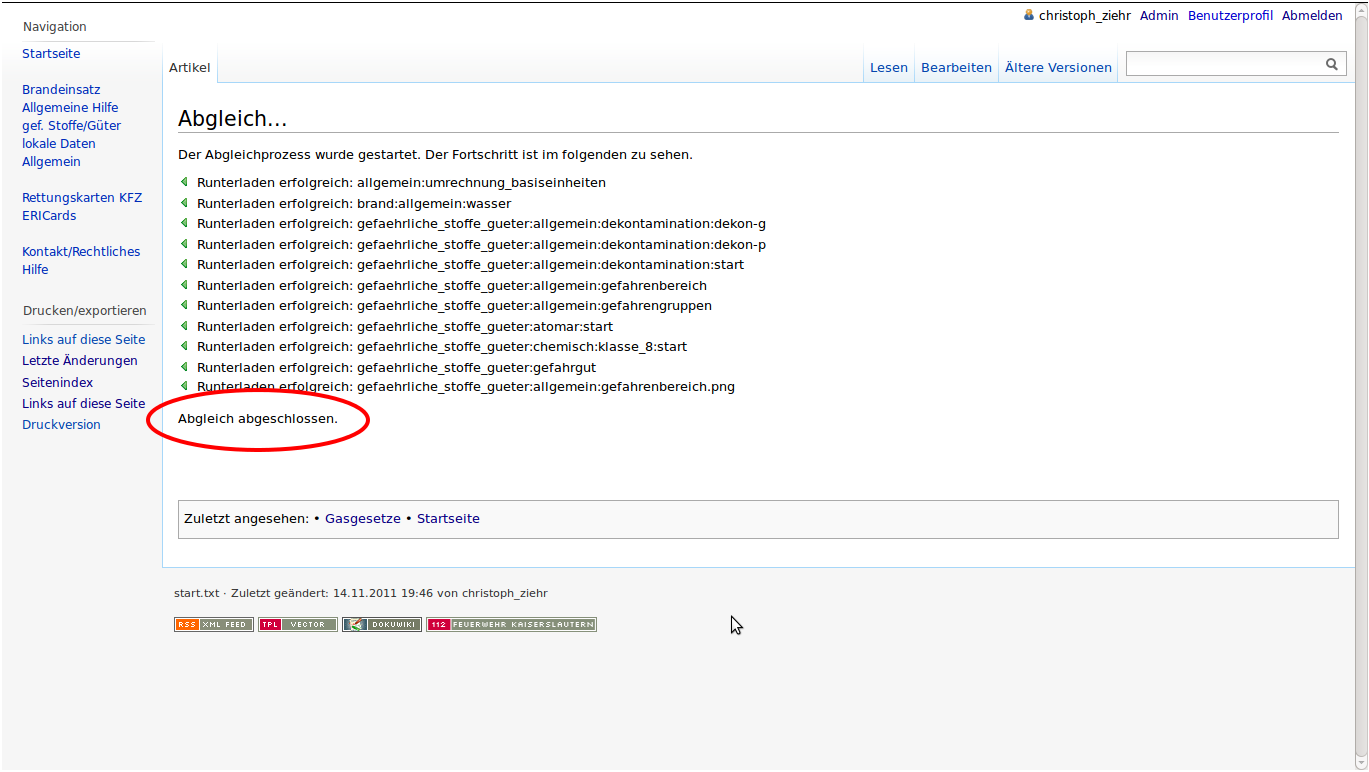 Navigation
Startseite
Brandeinsatz
Allgemeine Hilfe
gef. Stoffe/Güter
lokale Daten
Allgemein
Rettungskarten KFZ
ERICards
Kontakt/Rechtliches
Hilfe
Drucken/exportieren
Links auf diese Seite
Letzte Änderungen
Seitenindex
Links auf diese Seite
Druckversion
christoph_ziehr Admin Benutzerprofil Abmelden
Artikel Lesen Bearbeiten Ältere Versionen
Abgleich...
Der Abgleichprozess wurde gestartet. Der Fortschritt ist im folgenden zu sehen.
Runterladen erfolgreich: allgemein:umrechnung_basiseinheiten
Runterladen erfolgreich: brand:allgemein:wasser
Runterladen erfolgreich: gefaehrliche_stoffe_gueter:allgemein:dekontamination:dekon-g
Runterladen erfolgreich: gefaehrliche_stoffe_gueter:allgemein:dekontamination:dekon-p
Runterladen erfolgreich: gefaehrliche_stoffe_gueter:allgemein:dekontamination:start
Runterladen erfolgreich: gefaehrliche_stoffe_gueter:allgemein:gefahrenbereich
Runterladen erfolgreich: gefaehrliche_stoffe_gueter:allgemein:gefahrengruppen
Runterladen erfolgreich: gefaehrliche_stoffe_gueter:atomar:start
Runterladen erfolgreich: gefaehrliche_stoffe_gueter:chemisch:klasse_8:start
Runterladen erfolgreich: gefaehrliche_stoffe_gueter:gefahrgut
Runterladen erfolgreich: gefaehrliche_stoffe_gueter:allgemein:gefahrenbereich.png
Abgleich abgeschlossen.
Zuletzt angesehen: • Gasgesetze • Startseite
start.txt · Zuletzt geändert: 14.11.2011 19:46 von christoph_ziehr
RSS XML FEED TPL VECTOR DOKUWIKI 112 FEUERWEHR KAISERSLAUTERN